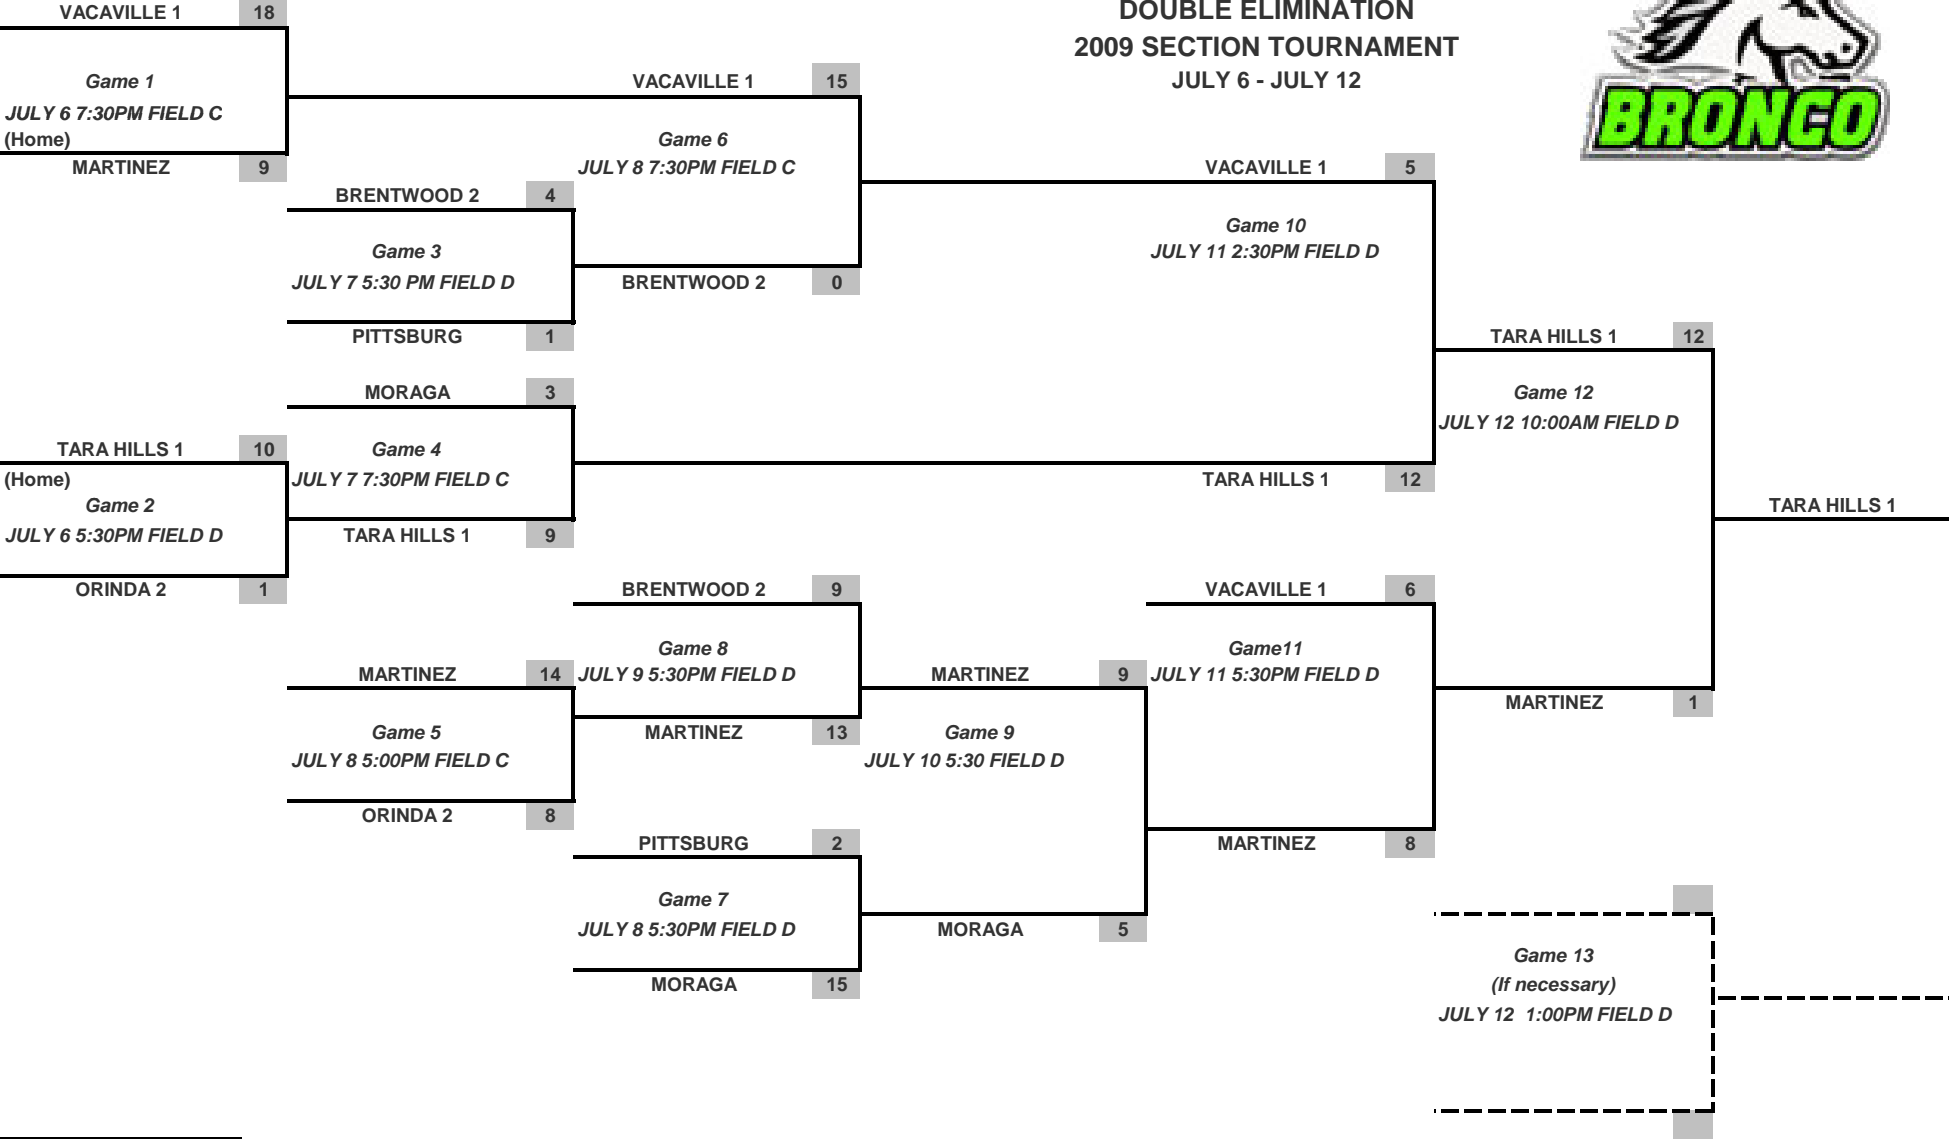 DOUBLE ELIMINATION
2009 SECTION TOURNAMENT
JULY 6 - JULY 12
BRONCO
VACAVILLE 1 18
Game 1
JULY 6 7:30PM FIELD C
(Home)
MARTINEZ 9
TARA HILLS 1 10
(Home)
Game 2
JULY 6 5:30PM FIELD D
ORINDA 2 1
BRENTWOOD 2 4
Game 3
JULY 7 5:30 PM FIELD D
PITTSBURG 1
MORAGA 3
Game 4
JULY 7 7:30PM FIELD C
TARA HILLS 1 9
MARTINEZ 14
Game 5
JULY 8 5:00PM FIELD C
ORINDA 2 8
VACAVILLE 1 15
Game 6
JULY 8 7:30PM FIELD C
BRENTWOOD 2 0
BRENTWOOD 2 9
Game 8
JULY 9 5:30PM FIELD D
MARTINEZ 13
PITTSBURG 2
Game 7
JULY 8 5:30PM FIELD D
MORAGA 15
MARTINEZ 9
Game 9
JULY 10 5:30 FIELD D
MORAGA 5
VACAVILLE 1 5
Game 10
JULY 11 2:30PM FIELD D
TARA HILLS 1 12
VACAVILLE 1 6
Game11
JULY 11 5:30PM FIELD D
MARTINEZ 8
TARA HILLS 1 12
Game 12
JULY 12 10:00AM FIELD D
MARTINEZ 1
TARA HILLS 1
Game 13
(If necessary)
JULY 12 1:00PM FIELD D